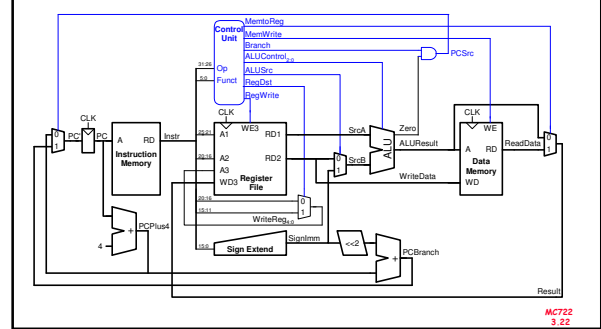 MemtoReg
Control
Unit
MemWrite
Branch
ALUControl2:0
PCSrc
ALUSrc
31:26 Op
5:0 Funct
RegDst
RegWrite
CLK
CLK
CLK
0
1
PC'
PC
A RD
Instr
Instruction
Memory
25:21 A1
WE3
RD1
SrcA
Zero
WE
20:16 A2
RD2
0
1
SrcB
ALU
ALUResult
A RD
ReadData
0
1
A3
WD3
Register
File
Data
Memory
WriteData
WD
20:16
15:11
0
1
WriteReg4:0
PCPlus4
SignImm
4
+
15:0
Sign Extend
<<2
+
PCBranch
Result
MC722
3.22